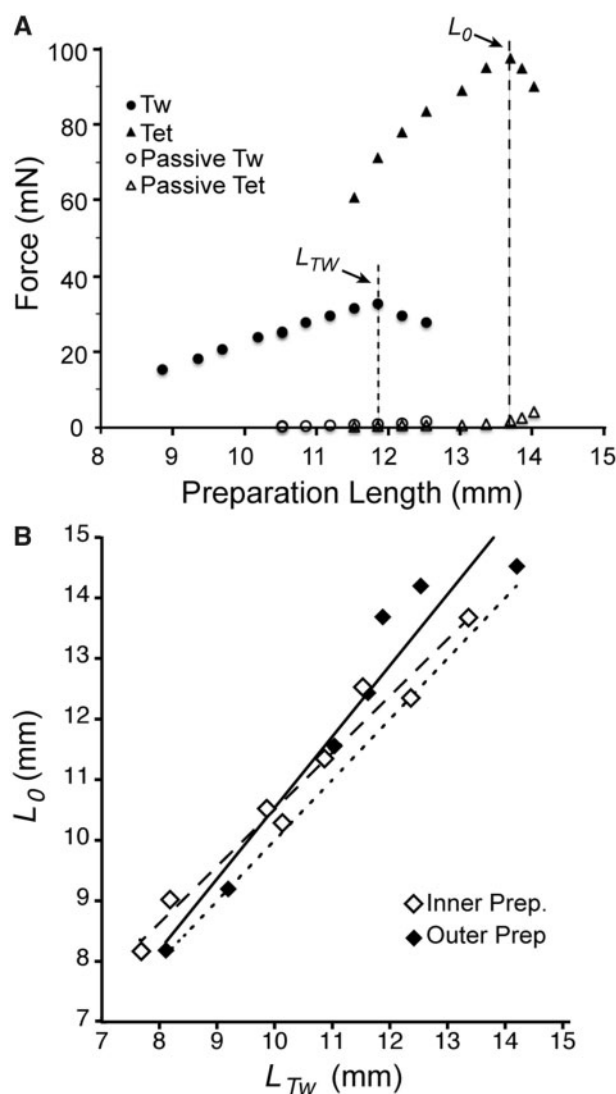 A
L0
100
80
60
40
20
0
Force (mN)
Tw
Tet
Passive Tw
Passive Tet
LTW
8 9 10 11 12 13 14 15
Preparation Length (mm)
B
15
14
13
12
11
10
9
8
7
L0 (mm)
Inner Prep.
Outer Prep
7 8 9 10 11 12 13 14 15
LTw (mm)